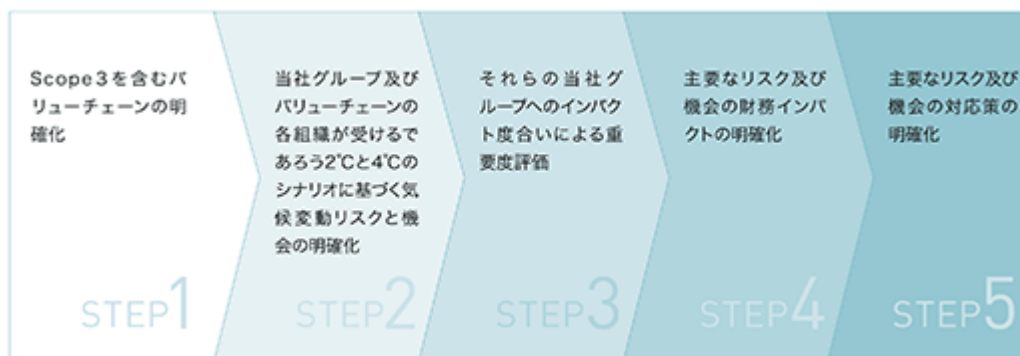 Scope3を含むバ
リューチェーンの明
確化
STEP1
当社グループ及び
バリューチェーンの
各組織が受けるで
あろう2℃と4℃の
シナリオに基づく気
候変動リスクと機
会の明確化
STEP2
それらの当社グ
ループへのインパク
ト度合いによる重
要度評価
STEP3
主要なリスク及び
機会の財務インパ
クトの明確化
STEP4
主要なリスク及び
機会の対応策の
明確化
STEP5